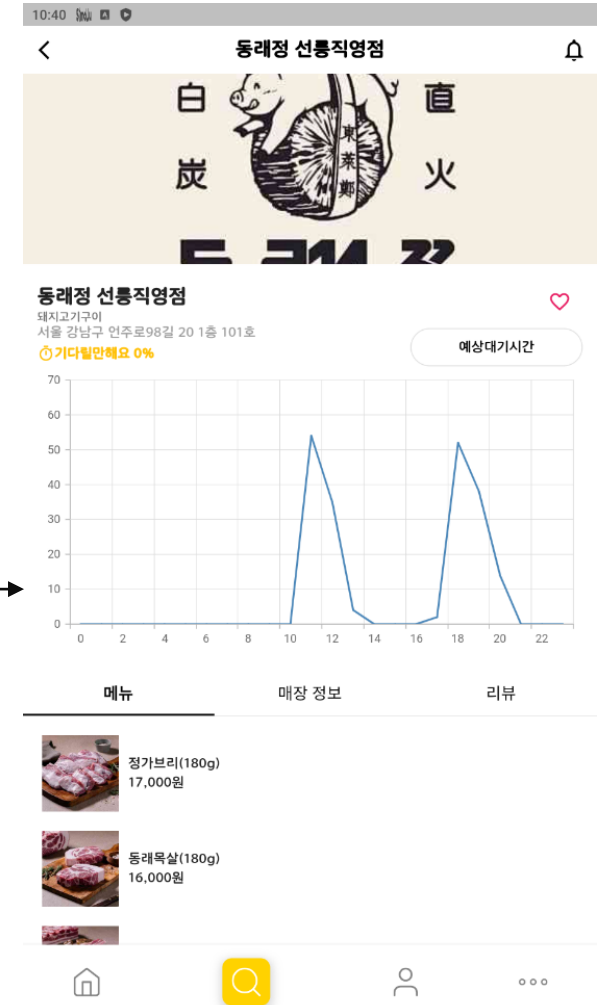 10:40
동래정 선릉직영점
白 直
東萊鄭
炭 火
동래정 선릉직영점
돼지고기구이
서울 강남구 언주로98길 20 1층 101호
기다릴만해요 0%
예상대기시간
70
60
50
40
30
20
10
0
0 2 4 6 8 10 12 14 16 18 20 22
메뉴 매장 정보 리뷰
정가브리(180g)
17,000원
동래목살(180g)
16,000원